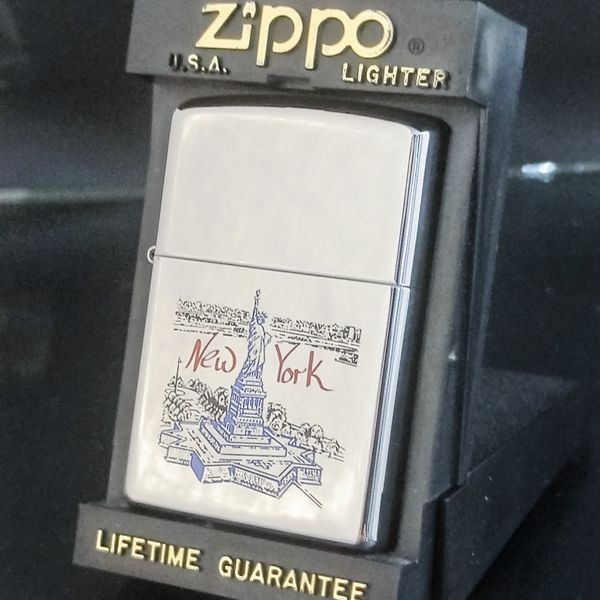 zippo ®
U.S.A. LIGHTER
New York
LIFETIME GUARANTEE